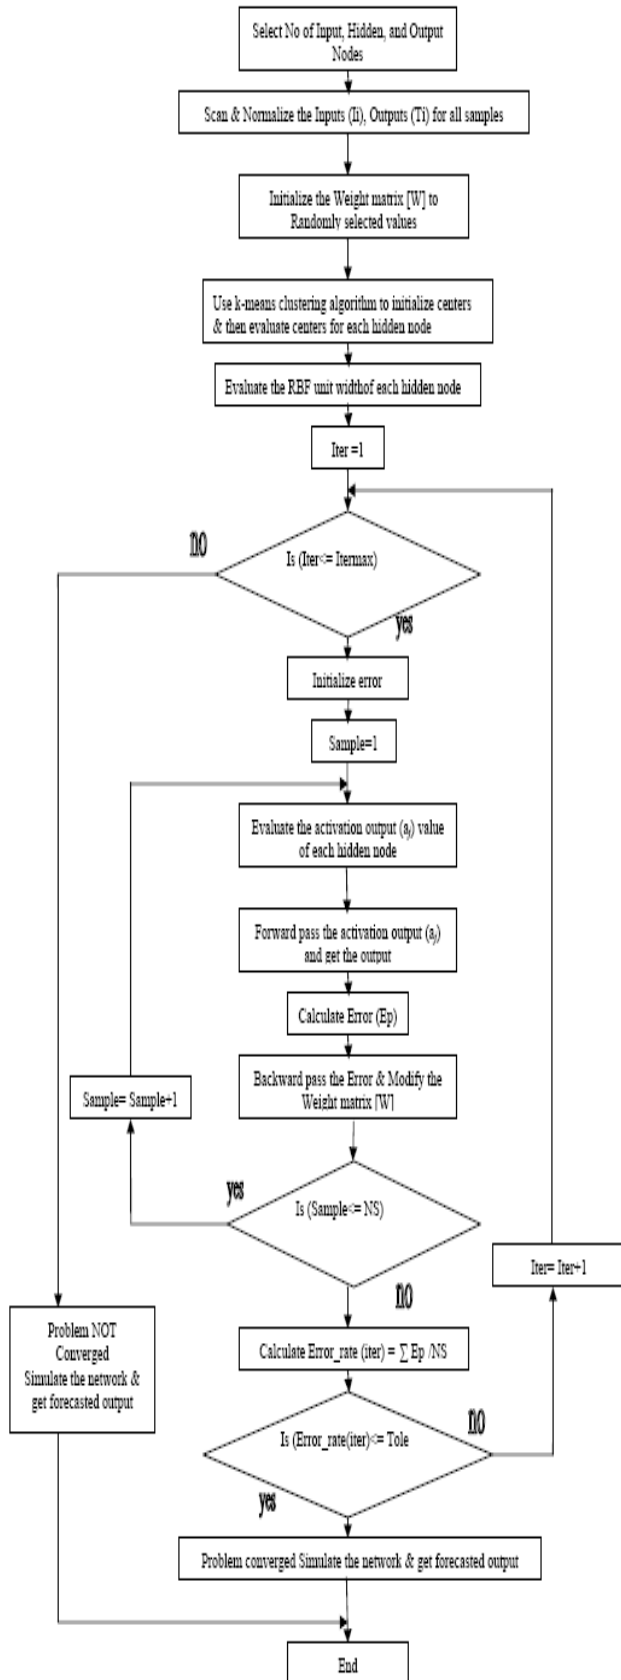 Select No of Input, Hidden, and Output
Nodes
Scan & Normalize the Inputs (Ii), Outputs (Ti) for all samples
Initialize the Weight matrix [W] to
Randomly selected values
Use k-means clustering algorithm to initialize centers
& then evaluate centers for each hidden node
Evaluate the RBF unit widthof each hidden node
Iter =1
no
Is (Iter<= Itermax)
yes
Initialize error
Sample=1
Evaluate the activation output (aj) value
of each hidden node
Forward pass the activation output (aj)
and get the output
Calculate Error (Ep)
Backward pass the Error & Modify the
Weight matrix [W]
Sample= Sample+1
yes
Is (Sample<= NS)
no
Iter= Iter+1
Problem NOT
Converged
Simulate the network &
get forecasted output
Calculate Error_rate (iter) = ∑ Ep /NS
Is (Error_rate(iter)<= Tole
no
yes
Problem converged Simulate the network & get forecasted output
End